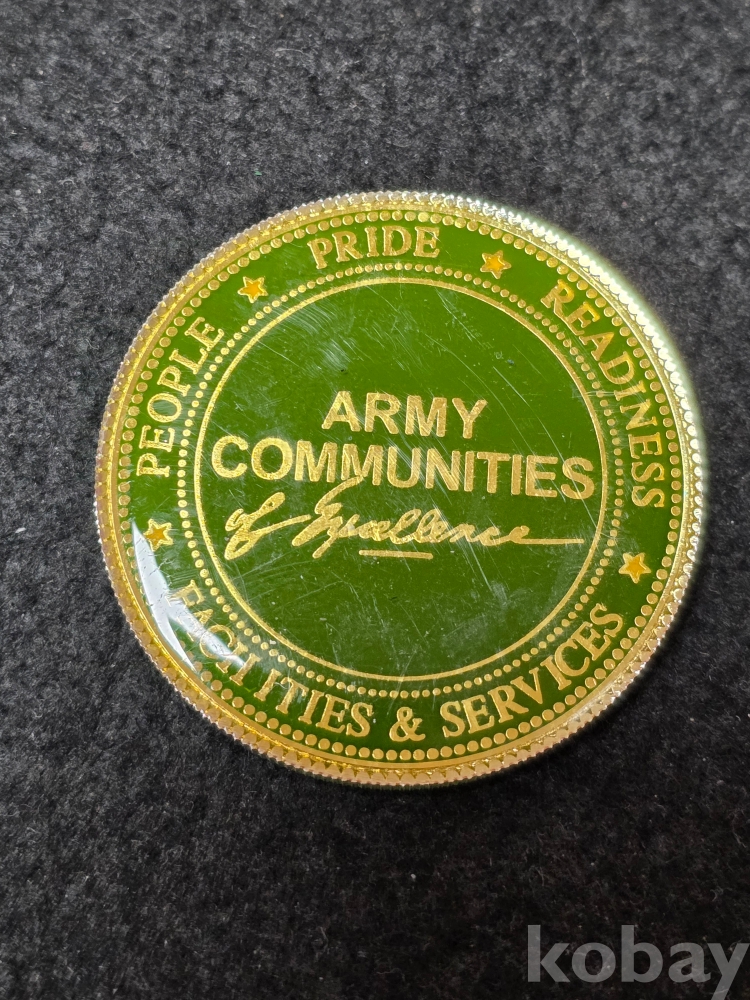 PEOPLE ★ PRIDE ★ READINESS ★
FACILITIES & SERVICES ★
ARMY
COMMUNITIES
of Excellence
kobay